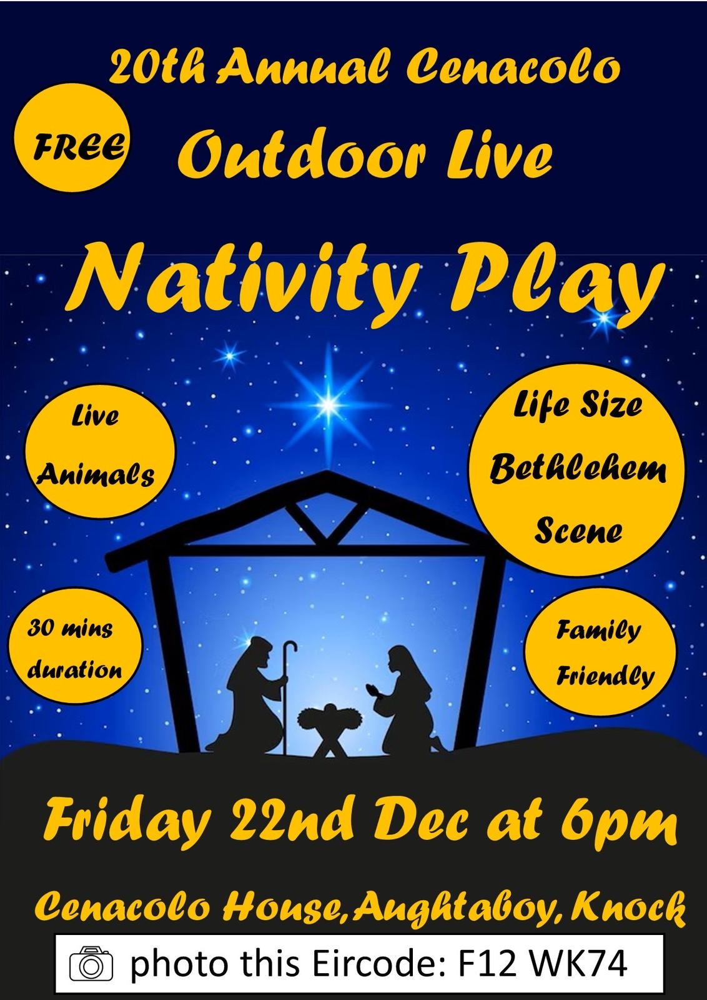 20th Annual Cenacolo
FREE
Outdoor Live
Nativity Play
Live
Animals
Life Size
Bethlehem
Scene
30 mins
duration
Family
Friendly
Friday 22nd Dec at 6pm
Cenacolo House, Aughtaboy, Knock
photo this Eircode: F12 WK74